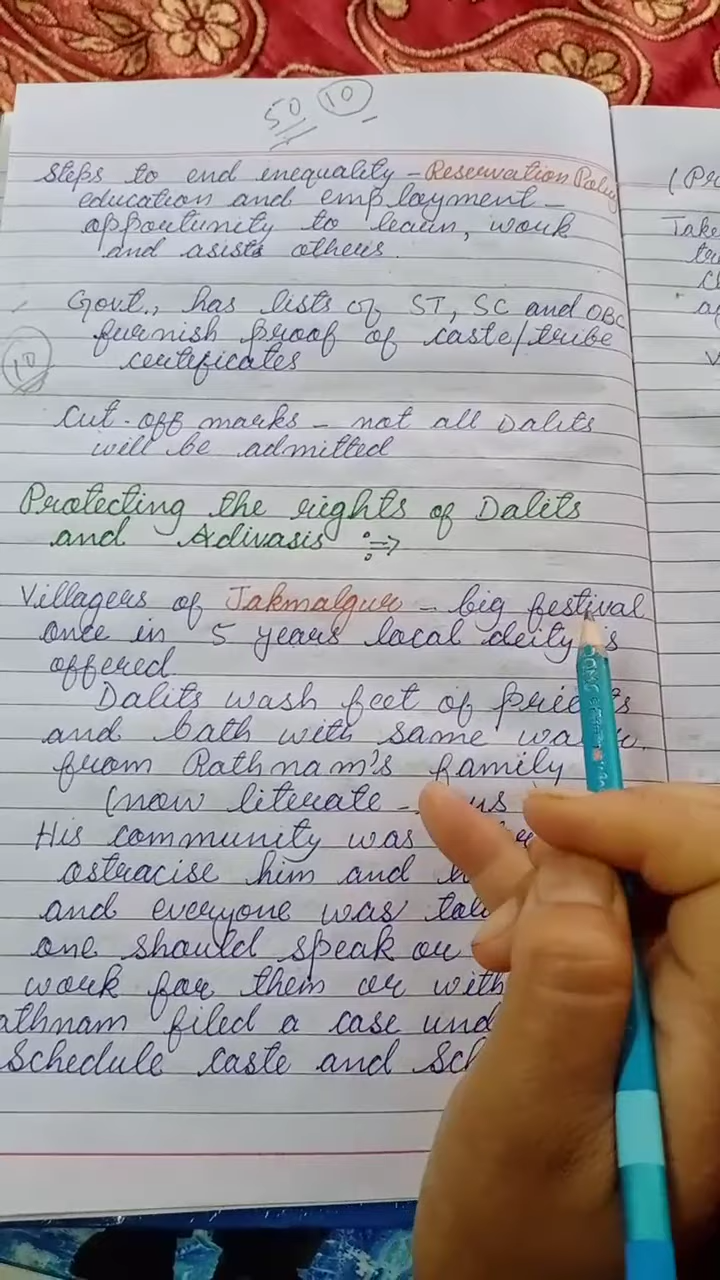 50 10
Steps to end inequality - Reservation Policy
education and employment -
opportunity to learn, work
and asists others.
Govt., has lists of ST, SC and OBC
furnish proof of caste/tribe
10
certificates
Cut-off marks - not all Dalits
will be admitted
Protecting the rights of Dalits
and Adivasis :⇒
Villagers of Jakmalgur - big festival
once in 5 years local deity is
offered
Dalits wash feet of priests
and bath with same
from Rathnam's family
(now literate -
His community was
ostracise him and
and everyone was
one should speak or
work for them or with
athnam filed a case
Schedule caste and
(Pr
Take